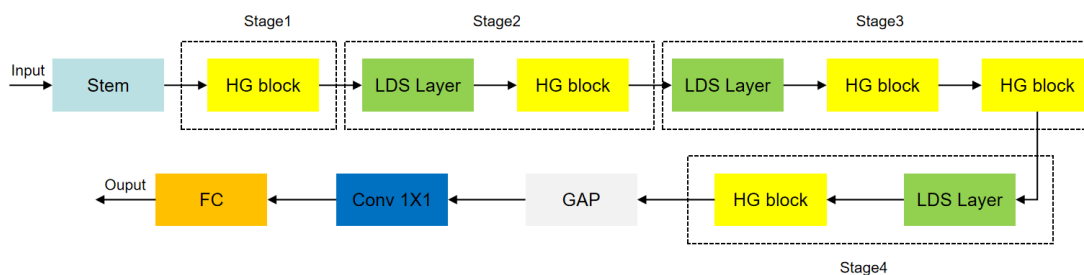 Stage1
Stage2
Stage3
Input
Stem
HG block
LDS Layer
HG block
LDS Layer
HG block
HG block
Ouput
FC
Conv 1X1
GAP
HG block
LDS Layer
Stage4